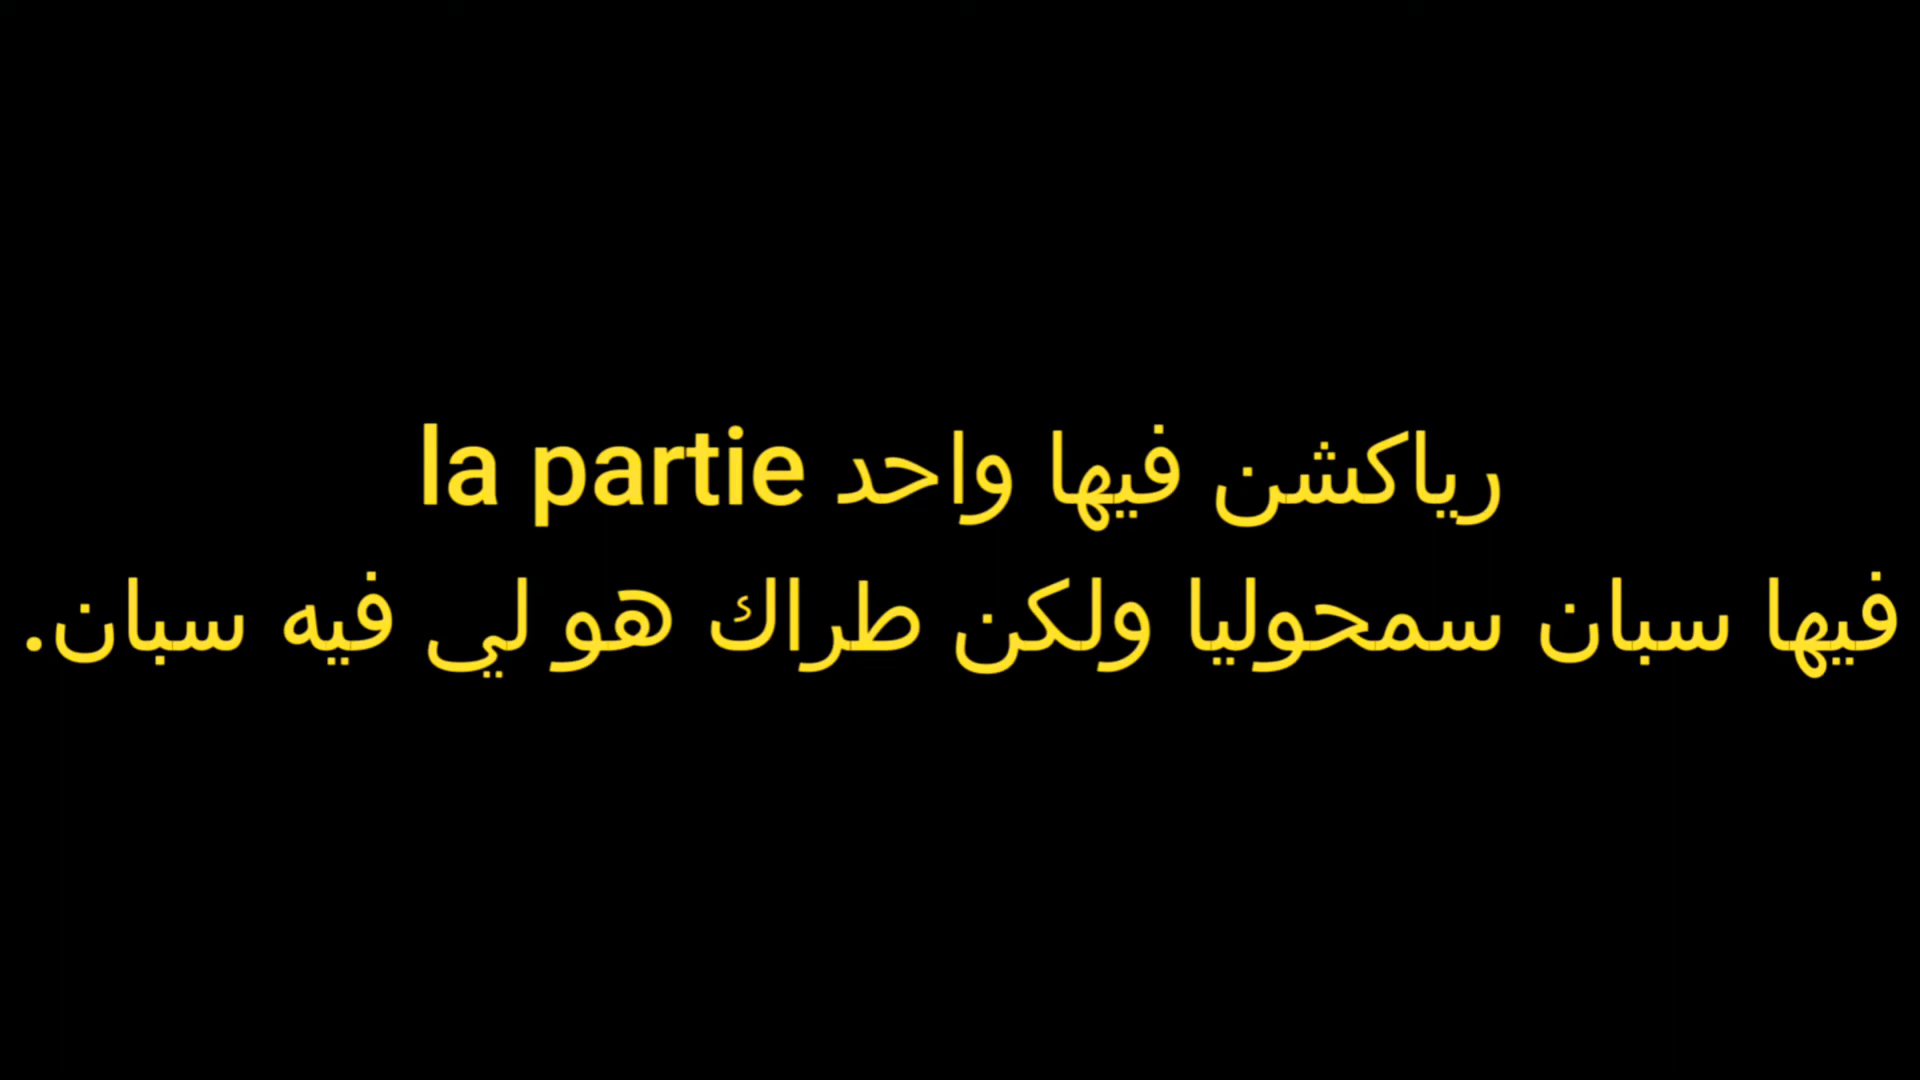 رياكشن فيها واحد la partie
فيها سبان سمحوليا ولكن طراك هو لي فيه سبان.